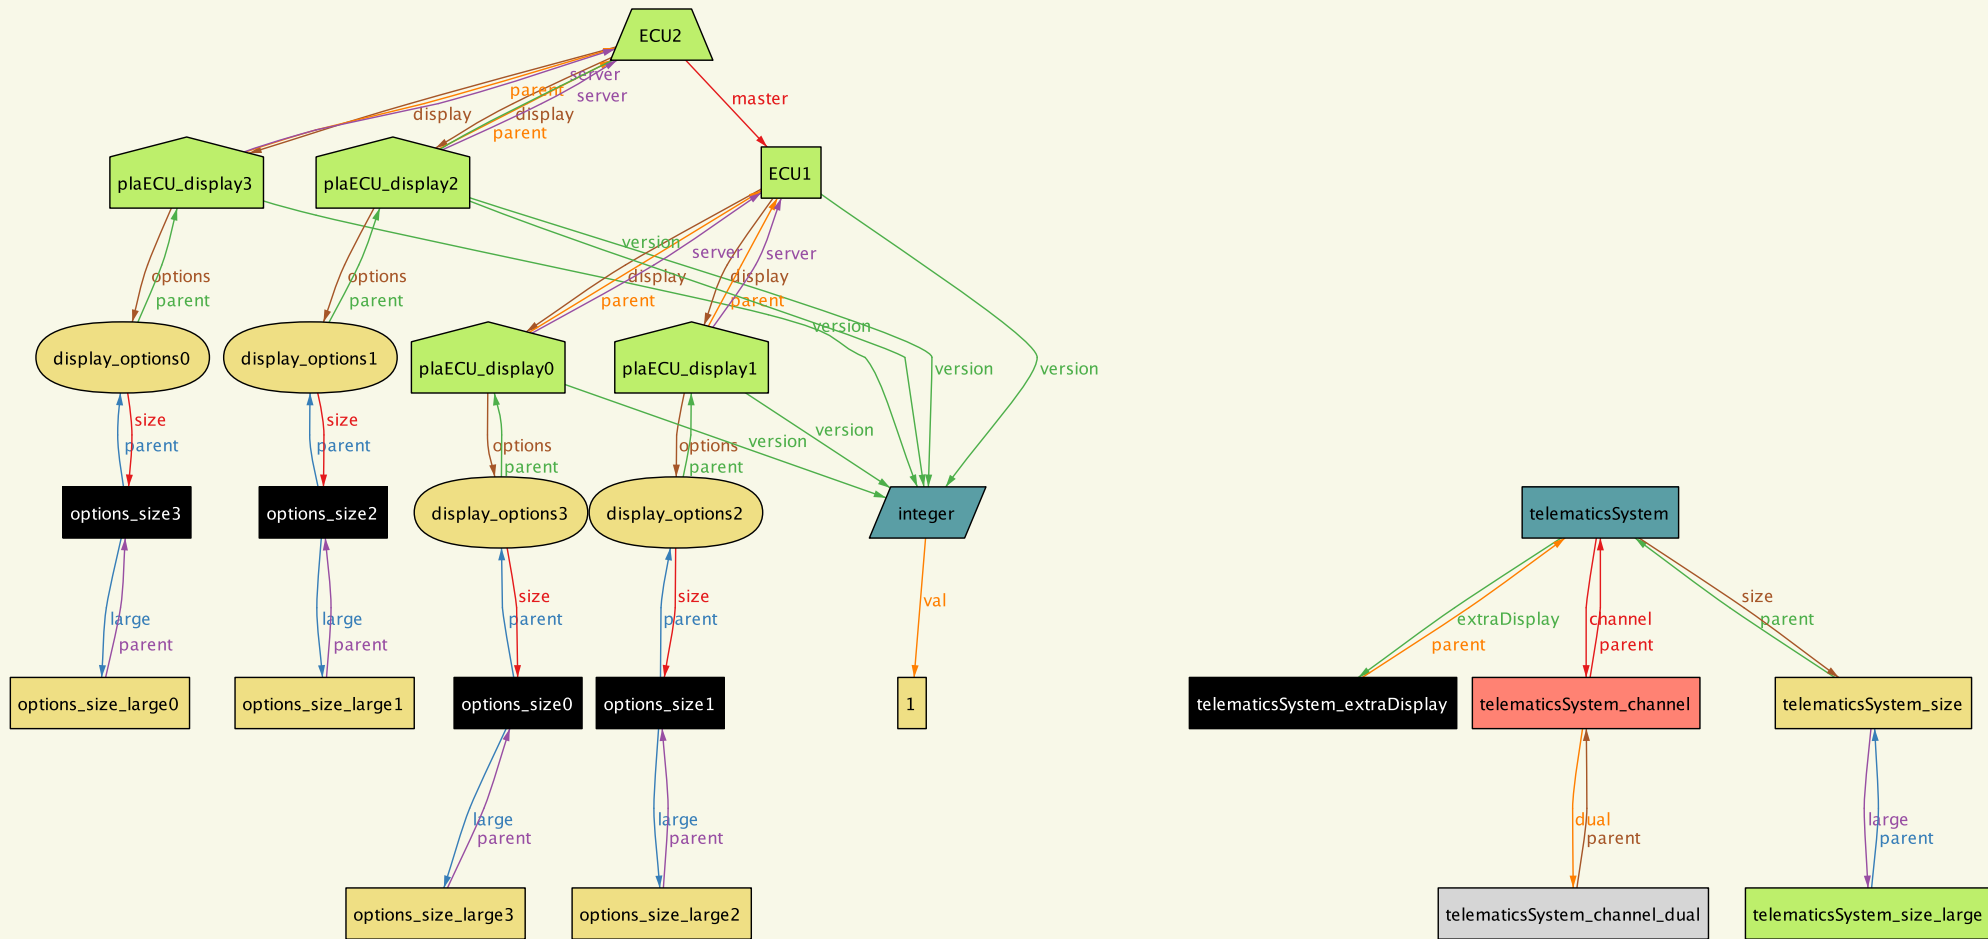 ECU2
server
parent
server
master
display
display
parent
plaECU_display3
plaECU_display2
ECU1
version
server
server
options
options
display
display
parent
parent
parent
parent
version
display_options0
display_options1
plaECU_display0
plaECU_display1
version
version
size
size
version
version
parent
parent
options
options
parent
parent
options_size3
options_size2
display_options3
display_options2
integer
telematicsSystem
size
size
val
size
large
large
parent
parent
extraDisplay
channel
parent
parent
parent
parent
parent
options_size_large0
options_size_large1
options_size0
options_size1
1
telematicsSystem_extraDisplay
telematicsSystem_channel
telematicsSystem_size
large
large
dual
large
parent
parent
parent
parent
options_size_large3
options_size_large2
telematicsSystem_channel_dual
telematicsSystem_size_large